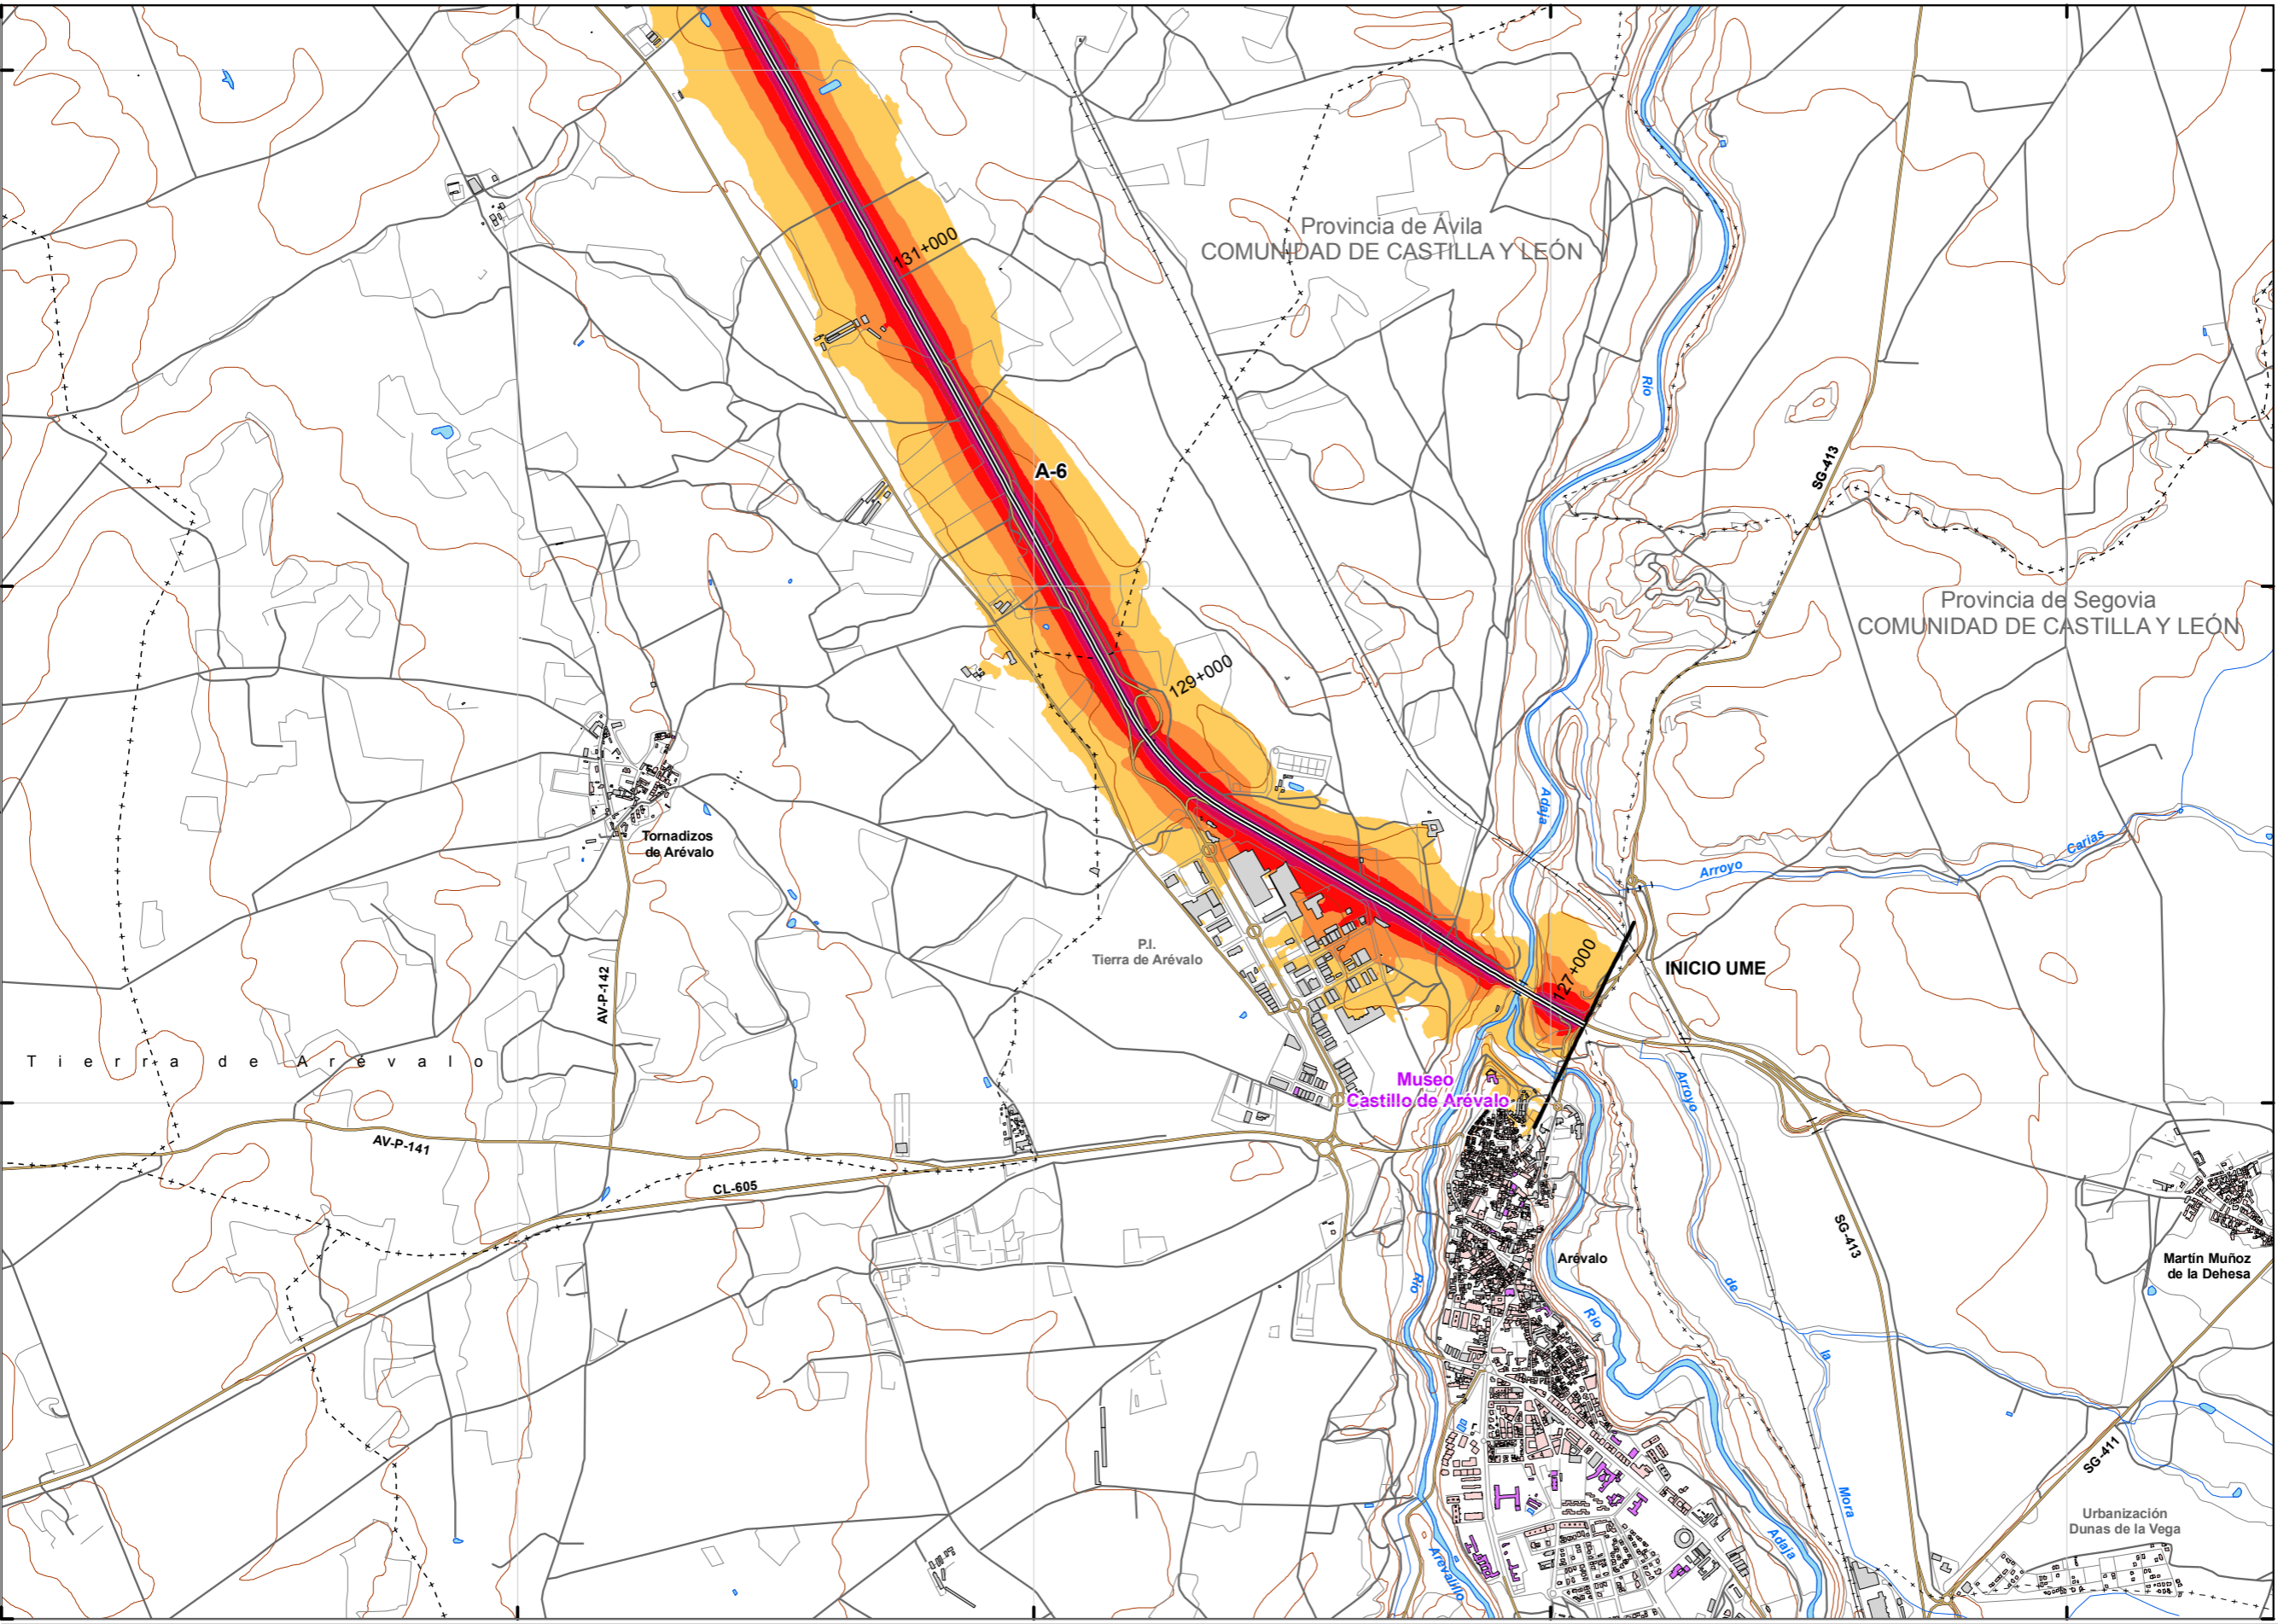 Provincia de Ávila
COMUNIDAD DE CASTILLA Y LEÓN
131+000
Río
A-6
SG-413
Provincia de Segovia
COMUNIDAD DE CASTILLA Y LEÓN
129+000
Adaja
Tornadizos
de Arévalo
Arroyo
Carias
P.I.
Tierra de Arévalo
AV-P-142
127+000
INICIO UME
Tierra de Arévalo
Museo
Castillo de Arévalo
Arroyo
AV-P-141
CL-605
SG-413
Arévalo
Martín Muñoz
de la Dehesa
Río
de
Río
la
SG-411
Mora
Urbanización
Dunas de la Vega
Adaja
Arevalillo